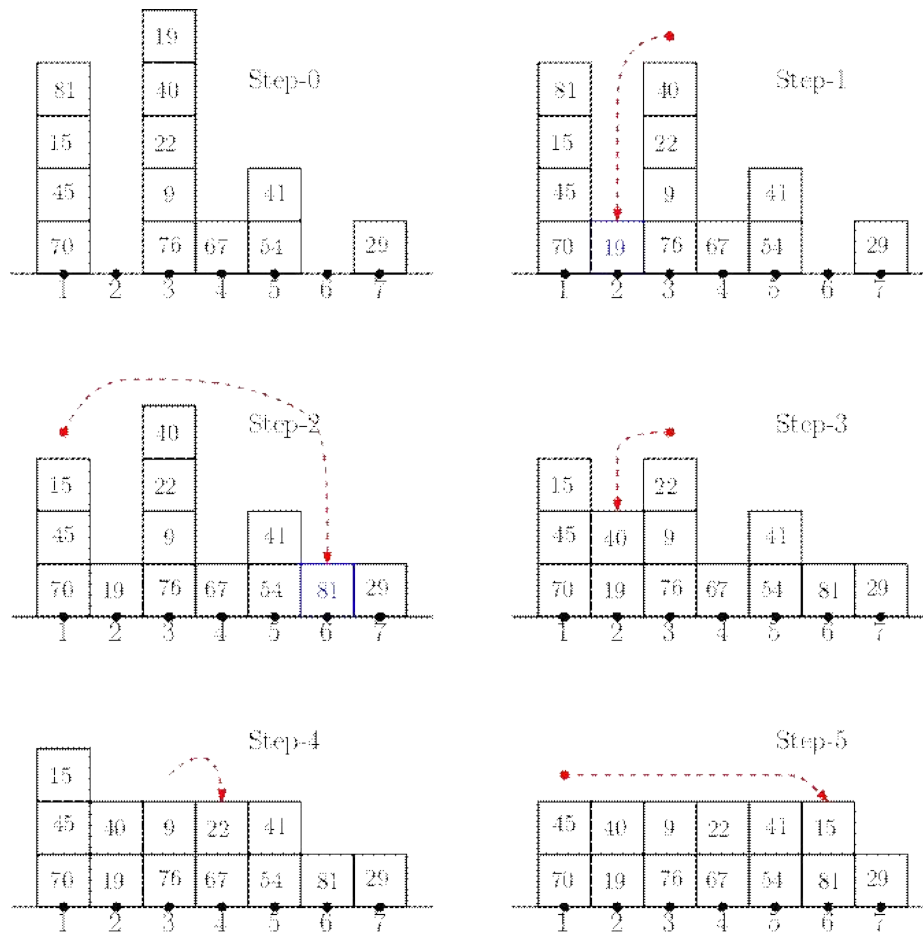 19
81 40 Step-0
15 22
45 9 41
70 76 67 54 29
1 2 3 4 5 6 7
81 40 Step-1
15 22
45 9 41
70 19 76 67 54 29
1 2 3 4 5 6 7
40 Step-2
15 22
45 9 41
70 19 76 67 54 81 29
1 2 3 4 5 6 7
Step-3
15 22
45 40 9 41
70 19 76 67 54 81 29
1 2 3 4 5 6 7
Step-4
15
45 40 9 22 41
70 19 76 67 54 81 29
1 2 3 4 5 6 7
Step-5
45 40 9 22 41 15
70 19 76 67 54 81 29
1 2 3 4 5 6 7